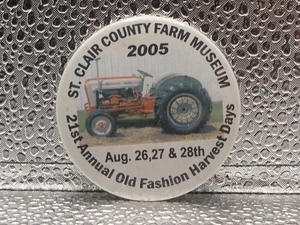 ST. CLAIR COUNTY FARM MUSEUM
2005
Aug. 26,27 & 28th
21st Annual Old Fashion Harvest Days